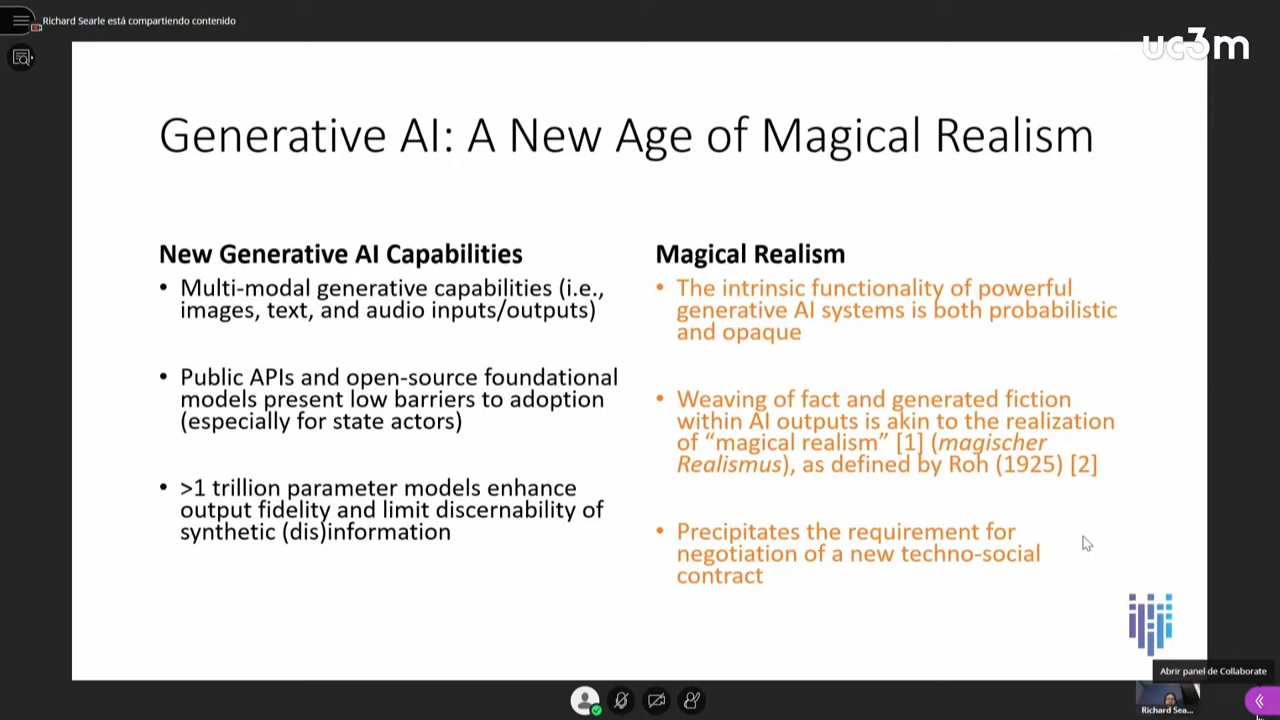 Richard Searle está compartiendo contenido
uc3m
Generative AI: A New Age of Magical Realism
New Generative AI Capabilities
• Multi-modal generative capabilities (i.e.,
images, text, and audio inputs/outputs)
• Public APIs and open-source foundational
models present low barriers to adoption
(especially for state actors)
• >1 trillion parameter models enhance
output fidelity and limit discernability of
synthetic (dis)information
Magical Realism
• The intrinsic functionality of powerful
generative AI systems is both probabilistic
and opaque
• Weaving of fact and generated fiction
within AI outputs is akin to the realization
of “magical realism” [1] (magischer
Realismus), as defined by Roh (1925) [2]
• Precipitates the requirement for
negotiation of a new techno-social
contract
Abrir panel de Collaborate
Richard Sea...